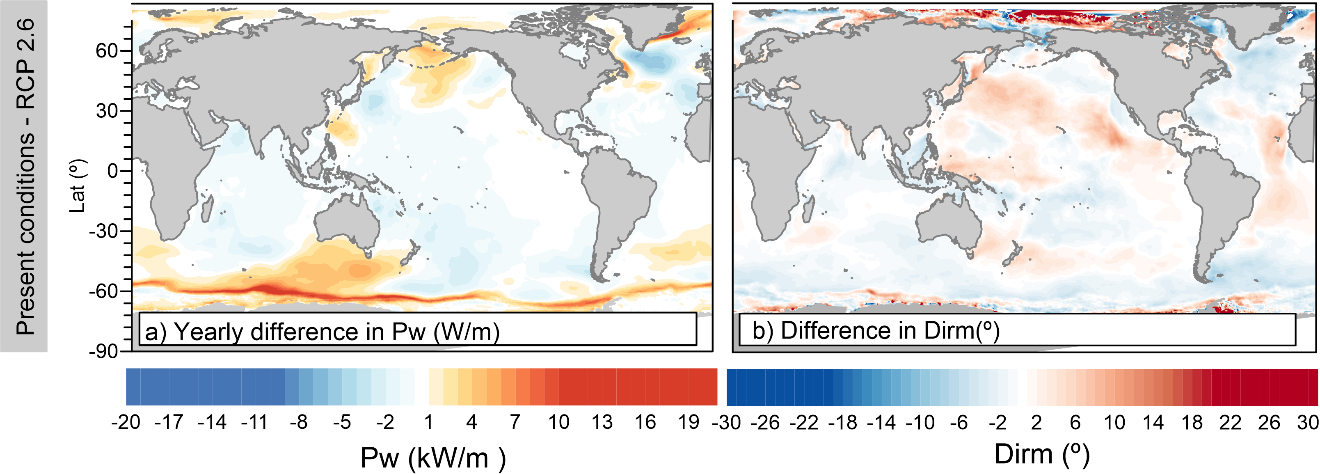 Present conditions - RCP 2.6
Lat (º)
60
30
0
-30
-60
-90
a) Yearly difference in Pw (W/m)
b) Difference in Dirm(º)
-20 -17 -14 -11 -8 -5 -2 1 4 7 10 13 16 19
-30 -26 -22 -18 -14 -10 -6 -2 2 6 10 14 18 22 26 30
Pw (kW/m )
Dirm (º)